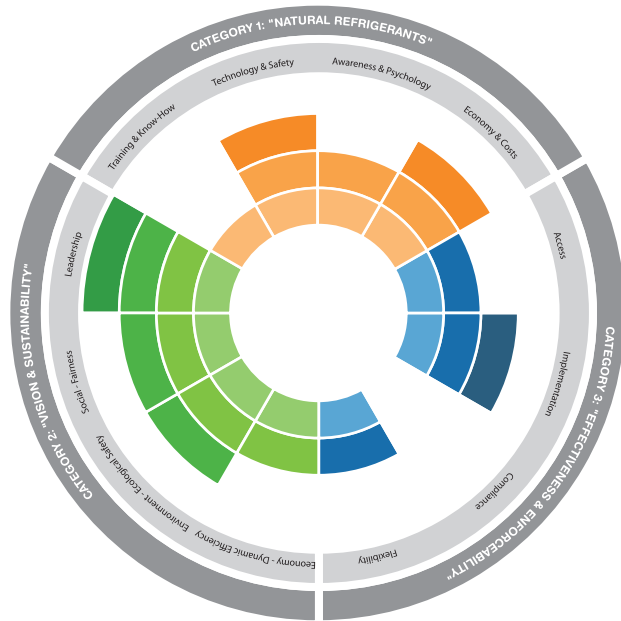 CATEGORY 1: "NATURAL REFRIGERANTS"
Training & Know-How
Technology & Safety
Awareness & Psychology
Economy & Costs
CATEGORY 2: "VISION & SUSTAINABILITY"
Leadership
Social - Fairness
Environment - Ecological Safety
Economy - Dynamic Efficiency
CATEGORY 3: "EFFECTIVENESS & ENFORCEABILITY"
Access
Implementation
Compliance
Flexibility